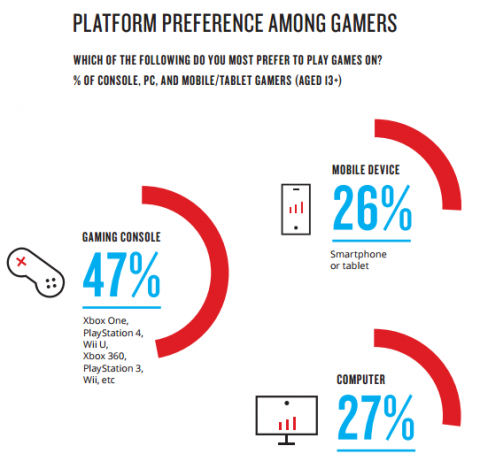 PLATFORM PREFERENCE AMONG GAMERS
WHICH OF THE FOLLOWING DO YOU MOST PREFER TO PLAY GAMES ON?
% OF CONSOLE, PC, AND MOBILE/TABLET GAMERS (AGED 13+)
MOBILE DEVICE
26%
Smartphone
or tablet
GAMING CONSOLE
47%
Xbox One,
PlayStation 4,
Wii U,
Xbox 360,
PlayStation 3,
Wii, etc
COMPUTER
27%